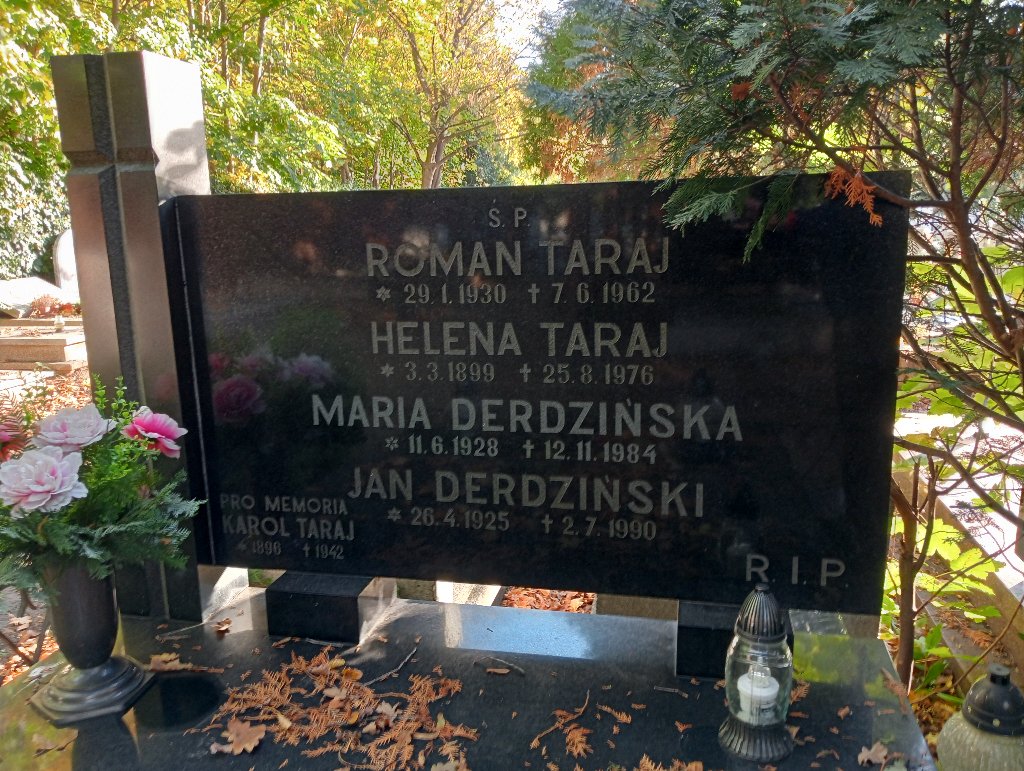 Ś. P.
ROMAN TARAJ
* 29.1.1930 † 7.6.1962
HELENA TARAJ
* 3.3.1899 † 25.8.1976
MARIA DERDZIŃSKA
* 11.6.1928 † 12.11.1984
JAN DERDZIŃSKI
* 26.4.1925 † 2.7.1990
PRO MEMORIA
KAROL TARAJ
* 1896 † 1942
R. I. P.